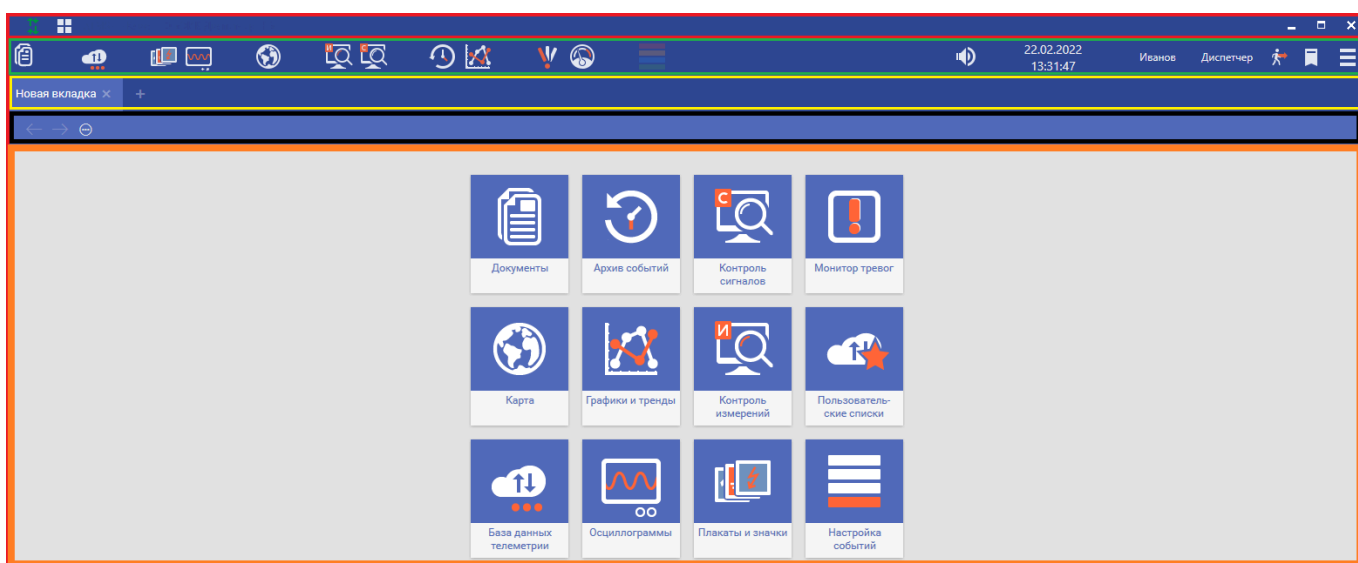 22.02.2022
13:31:47
Иванов
Диспетчер
Новая вкладка
Документы
Архив событий
Контроль
сигналов
Монитор тревог
Карта
Графики и тренды
Контроль
измерений
Пользователь-
ские списки
База данных
телеметрии
Осциллограммы
Плакаты и значки
Настройка
событий